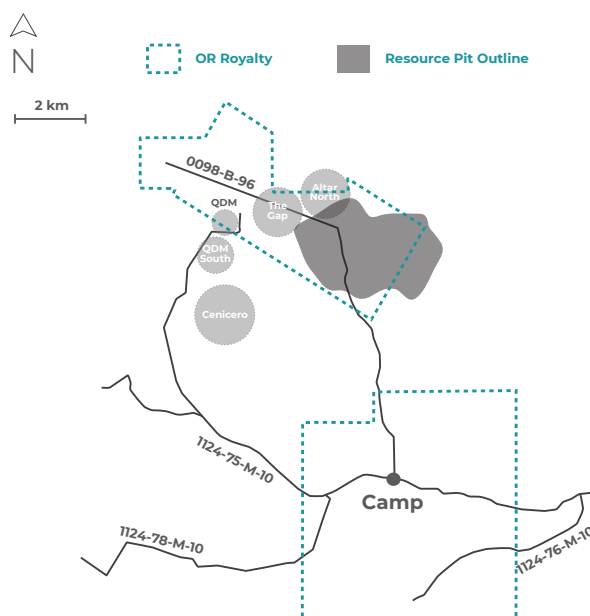 N
OR Royalty
Resource Pit Outline
2 km
0098-B-96
Altar
North
QDM
The
Gap
QDM
South
Cenicero
1124-75-M-10
Camp
1124-78-M-10
1124-76-M-10